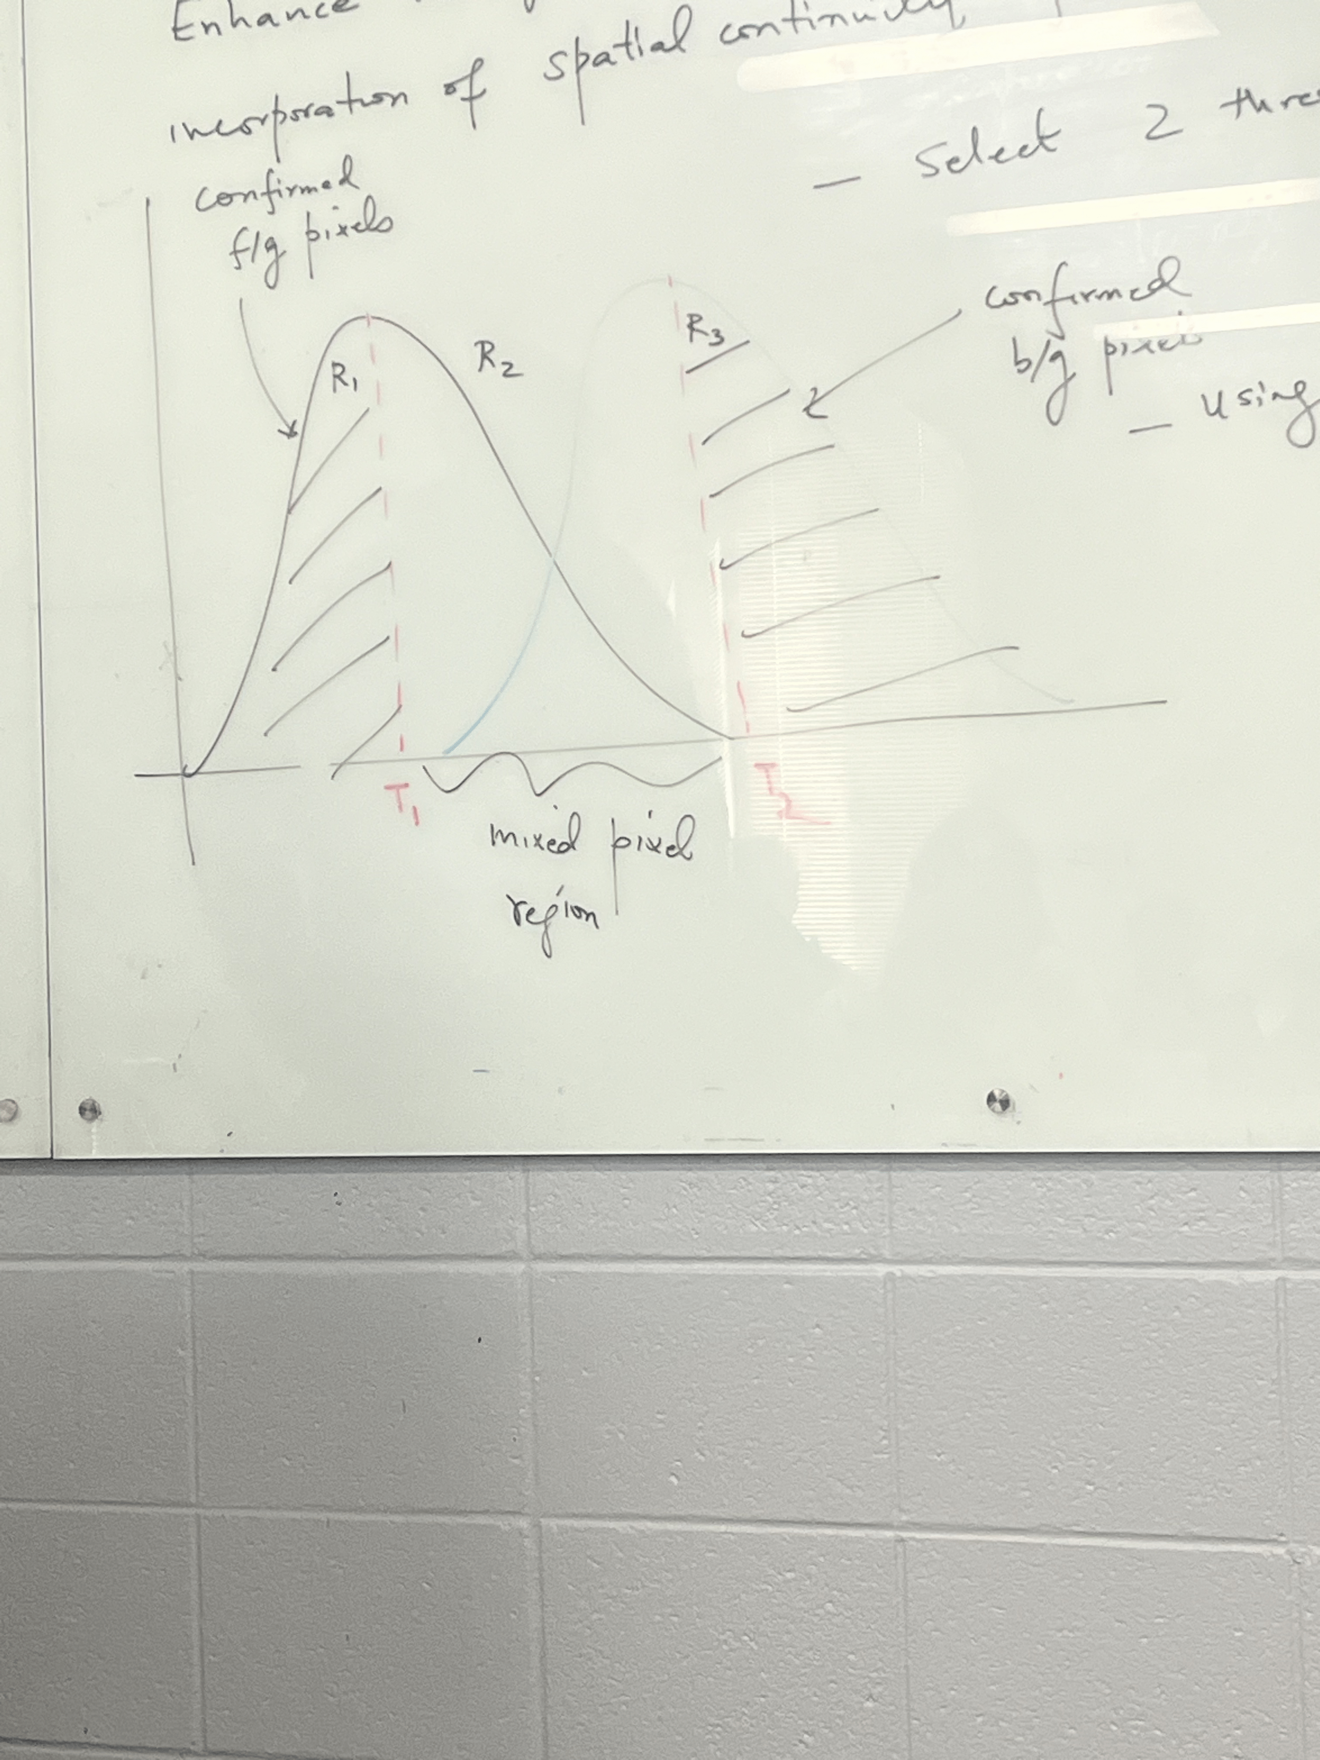 Enhance
incorporation of spatial continuity
— Select 2
confirmed
f/g pixels
confirmed
b/g pixels
— using
R1
R2
R3
T1
T2
mixed pixel
region